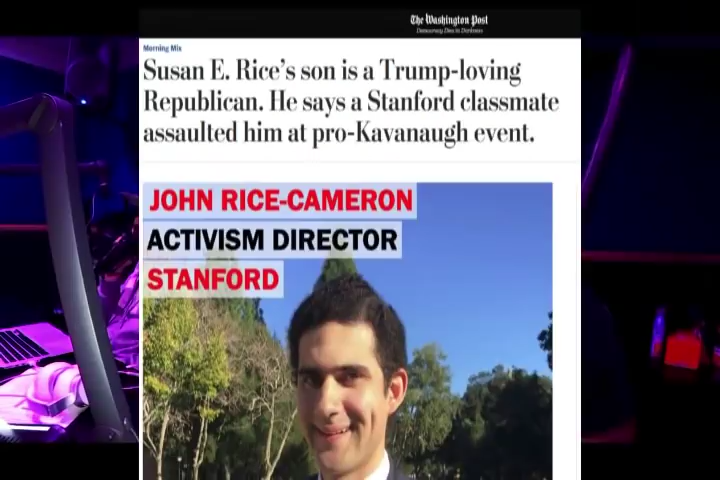 The Washington Post
Democracy Dies in Darkness
Morning Mix
Susan E. Rice's son is a Trump-loving
Republican. He says a Stanford classmate
assaulted him at pro-Kavanaugh event.
JOHN RICE-CAMERON
ACTIVISM DIRECTOR
STANFORD